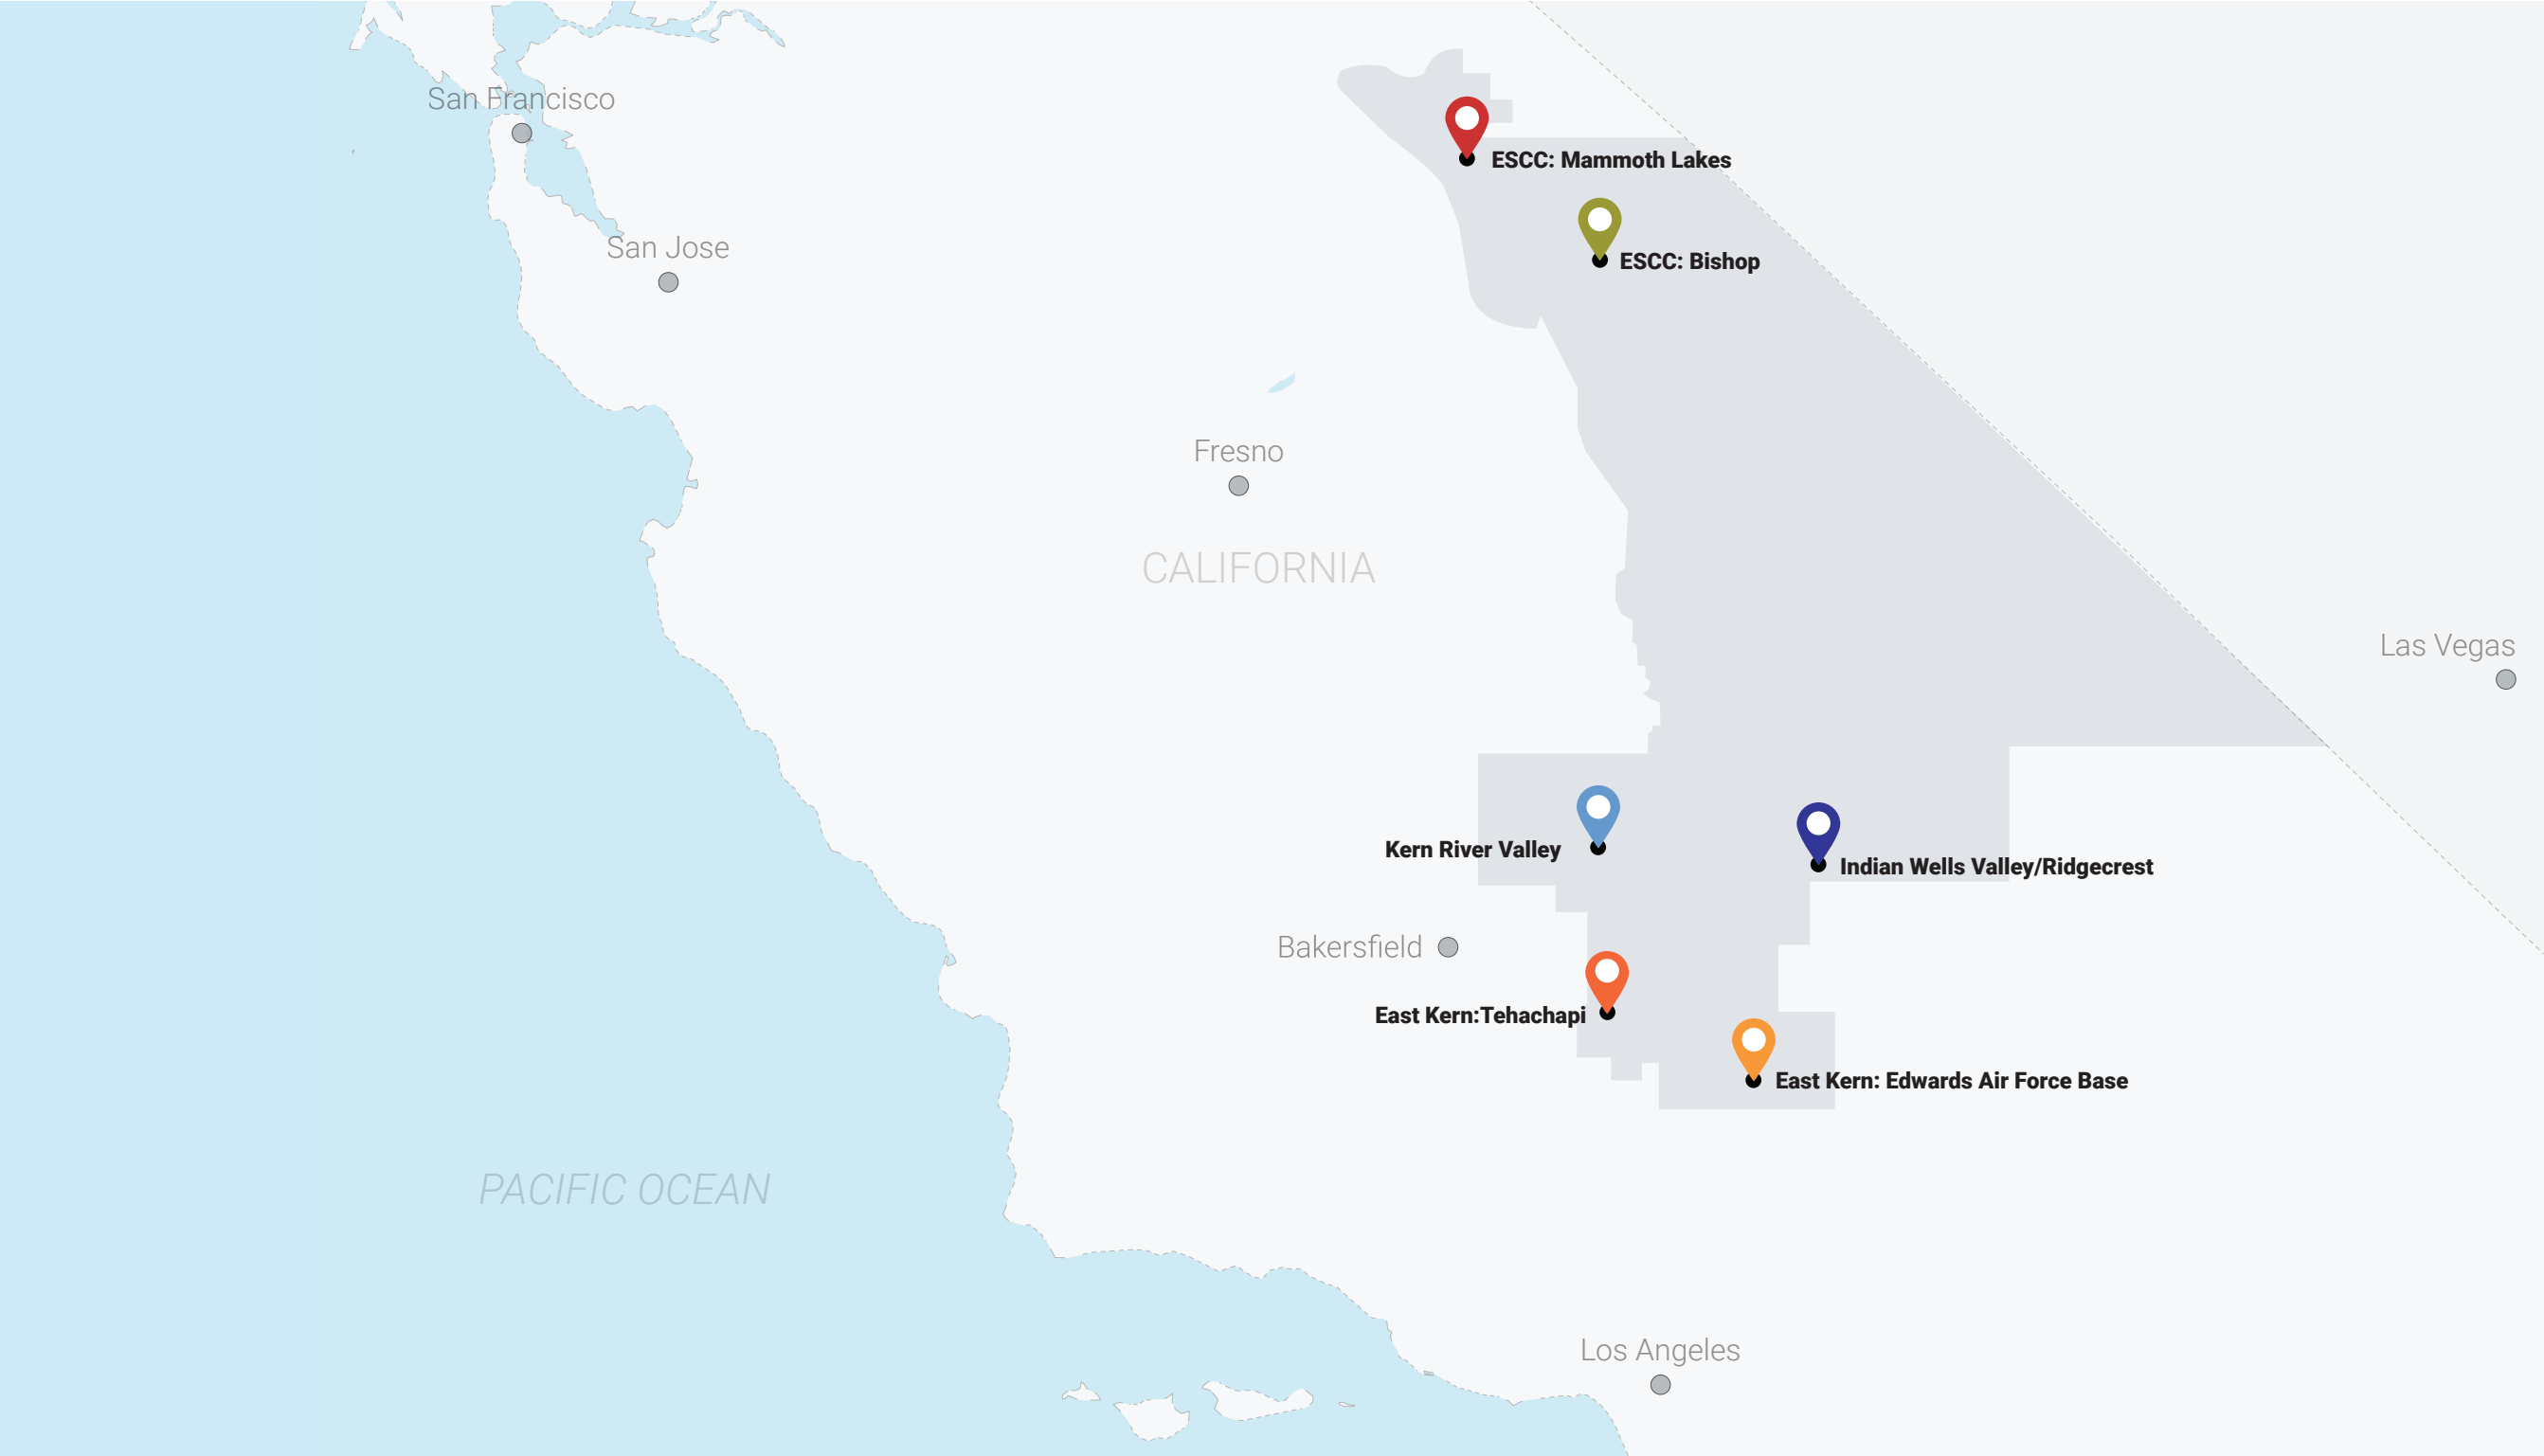 San Francisco
ESCC: Mammoth Lakes
San Jose
ESCC: Bishop
Fresno
CALIFORNIA
Las Vegas
Kern River Valley
Indian Wells Valley/Ridgecrest
Bakersfield
East Kern:Tehachapi
East Kern: Edwards Air Force Base
PACIFIC OCEAN
Los Angeles